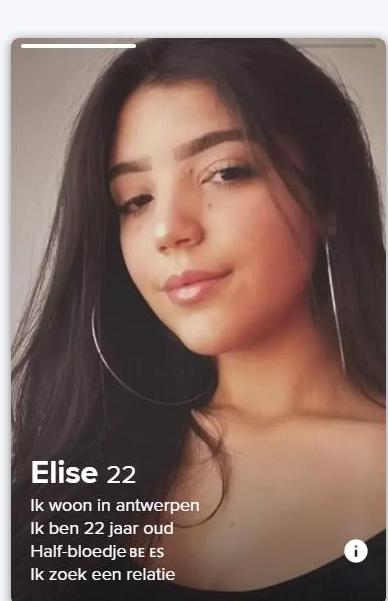 Elise 22
Ik woon in antwerpen
Ik ben 22 jaar oud
Half-bloedje BE ES
Ik zoek een relatie